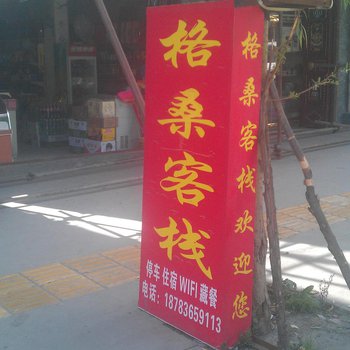 格桑客栈
停车 住宿 WIFI 藏餐
电话：18783659113
格桑客栈欢迎您